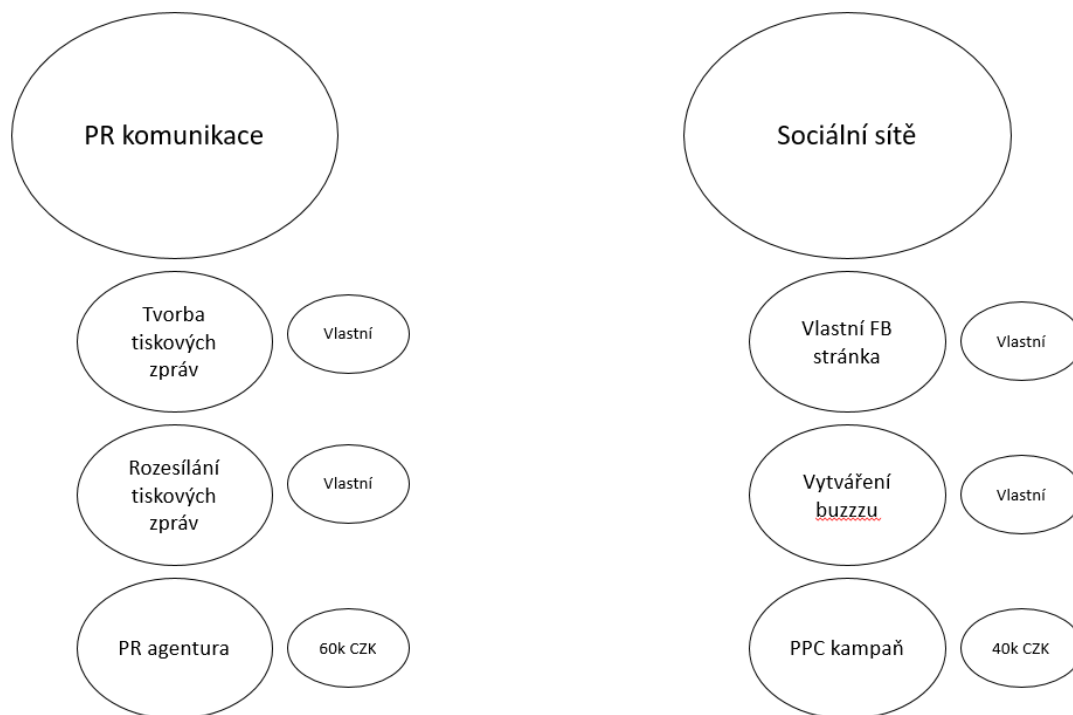 PR komunikace
Tvorba
tiskových
zpráv
Vlastní
Rozesílání
tiskových
zpráv
Vlastní
PR agentura
60k CZK
Sociální sítě
Vlastní FB
stránka
Vlastní
Vytváření
buzzzu
Vlastní
PPC kampaň
40k CZK